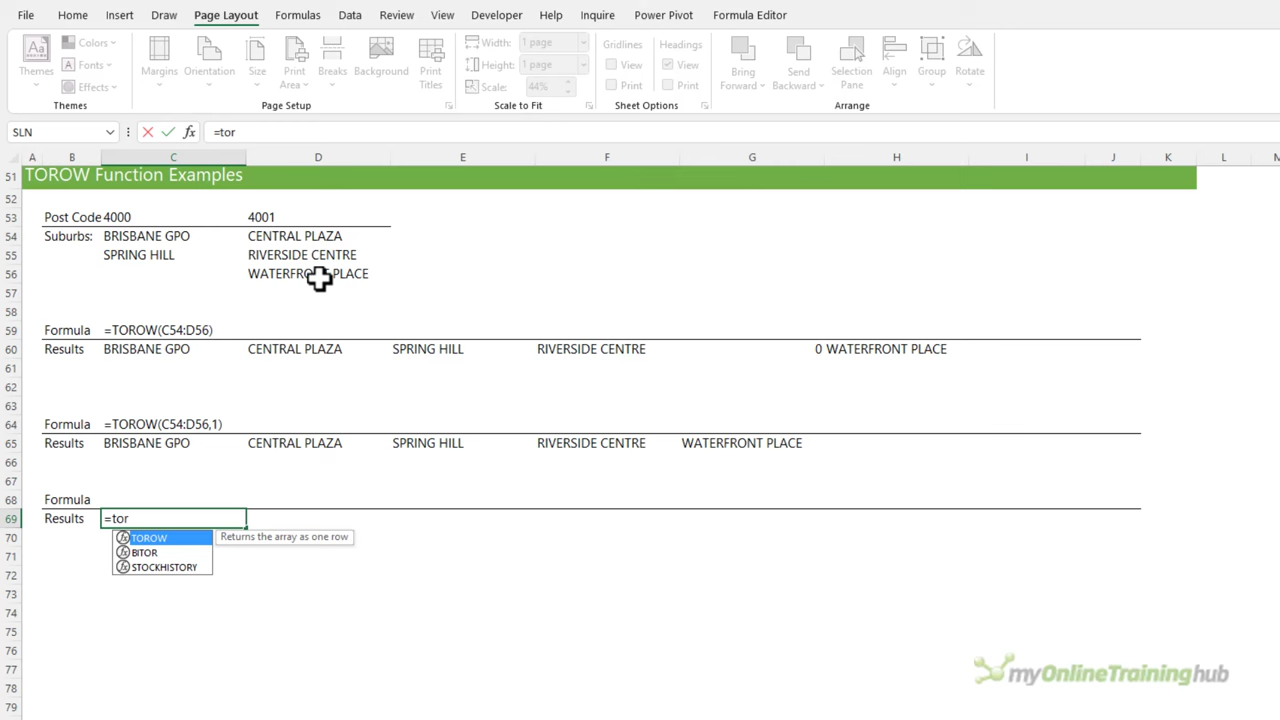 File Home Insert Draw Page Layout Formulas Data Review View Developer Help Inquire Power Pivot Formula Editor
Themes Colors Fonts Effects Margins Orientation Size Print Area Breaks Background Print Titles Width: 1 page Height: 1 page Scale: 44% Gridlines View Print Headings View Print Bring Forward Send Backward Selection Pane Align Group Rotate
Themes Page Setup Scale to Fit Sheet Options Arrange
SLN fx =tor
A B C D E F G H I J K L M
51 TOROW Function Examples
52
53 Post Code 4000 4001
54 Suburbs: BRISBANE GPO CENTRAL PLAZA
55 SPRING HILL RIVERSIDE CENTRE
56 WATERFRONT PLACE
57
58
59 Formula =TOROW(C54:D56)
60 Results BRISBANE GPO CENTRAL PLAZA SPRING HILL RIVERSIDE CENTRE 0 WATERFRONT PLACE
61
62
63
64 Formula =TOROW(C54:D56,1)
65 Results BRISBANE GPO CENTRAL PLAZA SPRING HILL RIVERSIDE CENTRE WATERFRONT PLACE
66
67
68 Formula
69 Results =tor
70 TOROW Returns the array as one row
71 BITOR
72 STOCKHISTORY
73
74
75
76
77 myOnlineTraininghub
78
79